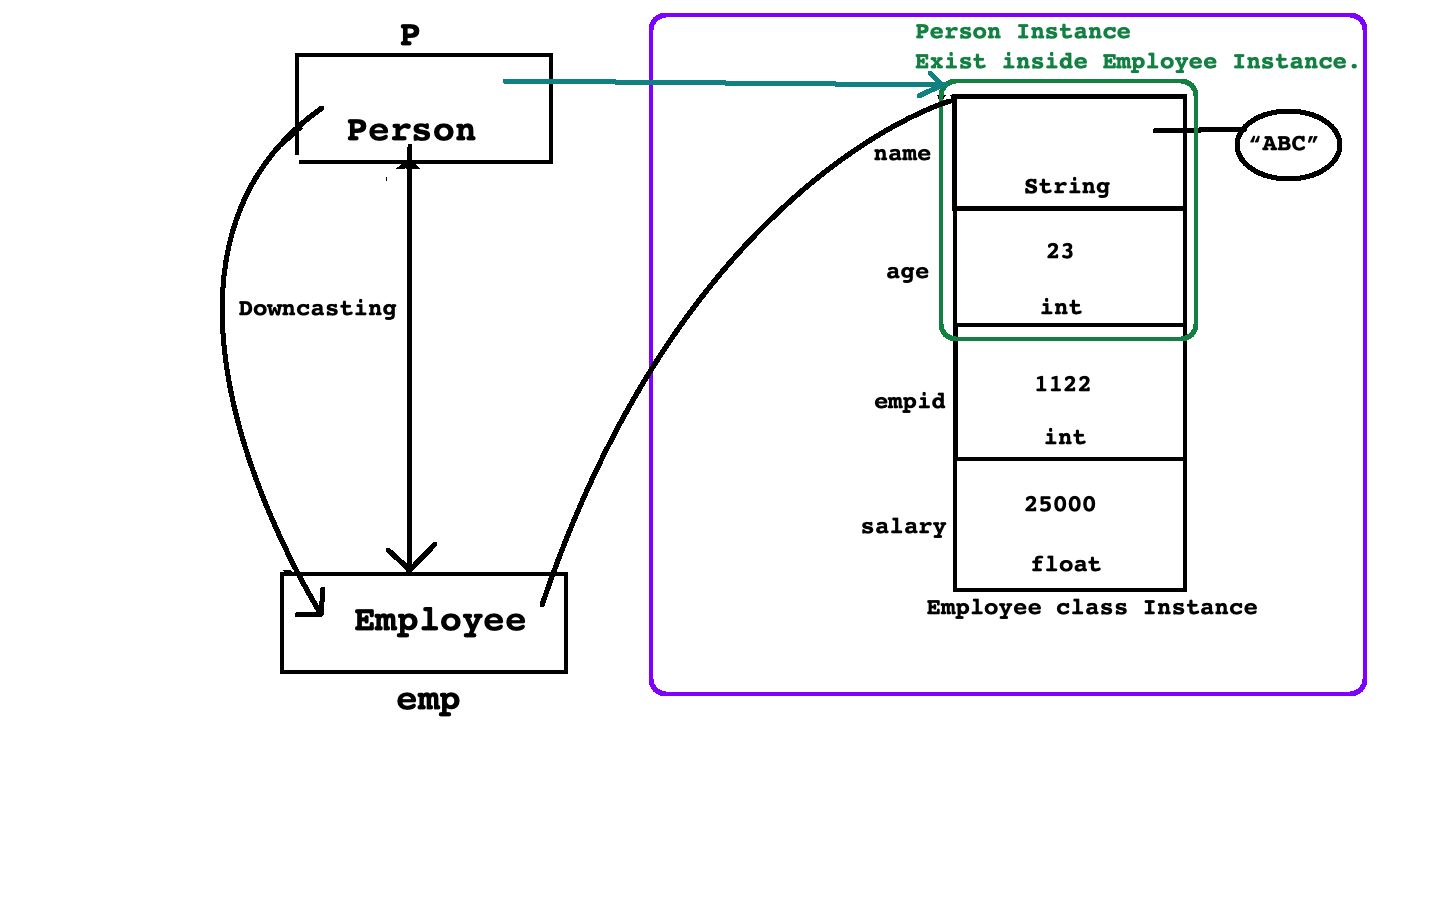 P
Person
Downcasting
Employee
emp
Person Instance
Exist inside Employee Instance.
name
String
“ABC”
age
23
int
empid
1122
int
salary
25000
float
Employee class Instance